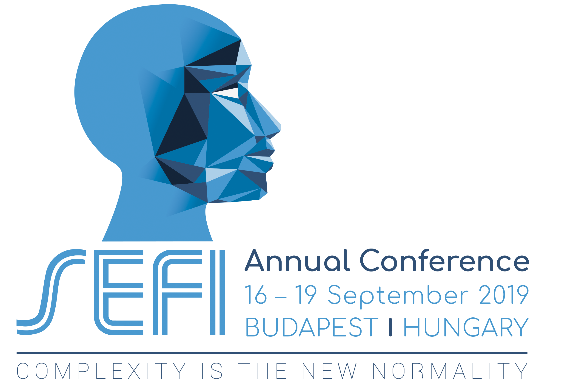 SEFI
Annual Conference
16 – 19 September 2019
BUDAPEST I HUNGARY
COMPLEXITY IS THE NEW NORMALITY